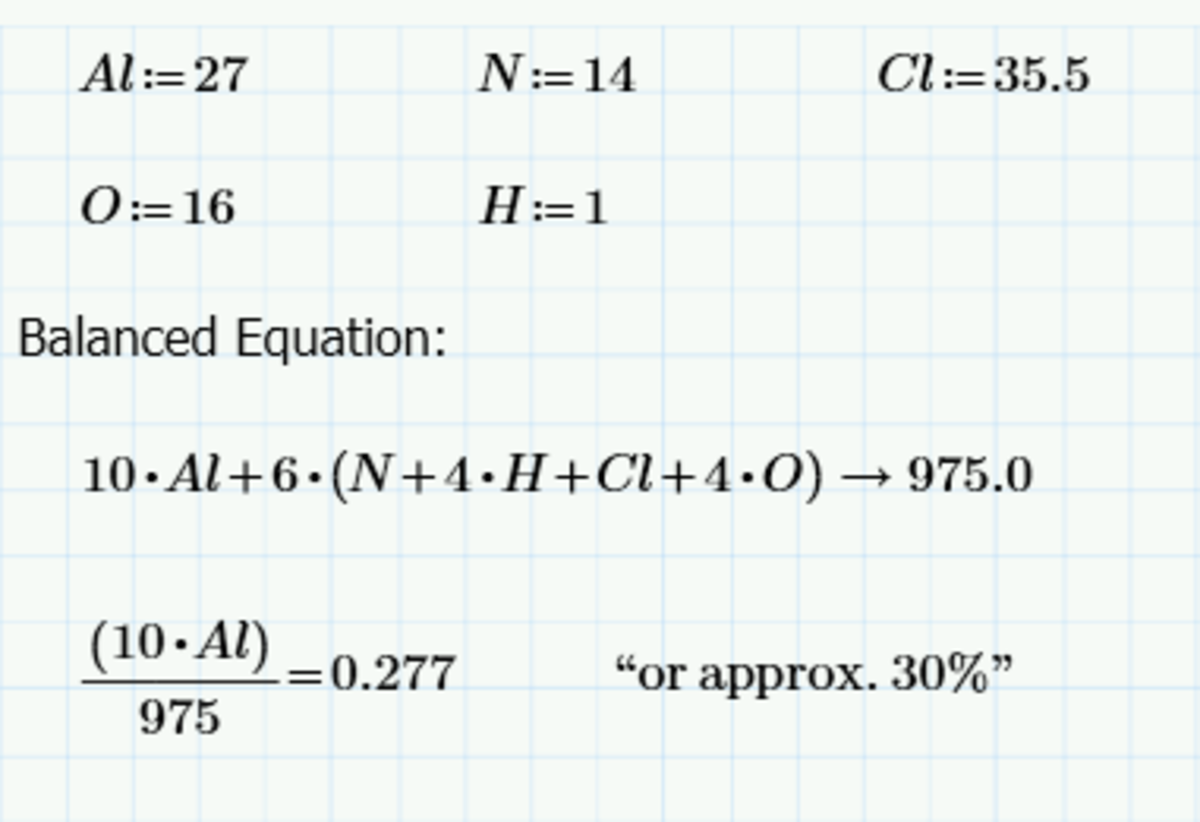 Al:=27 N:=14 Cl:=35.5
O:=16 H:=1
Balanced Equation:
10·Al+6·(N+4·H+Cl+4·O)→975.0
(10·Al)
975
=0.277 “or approx. 30%”